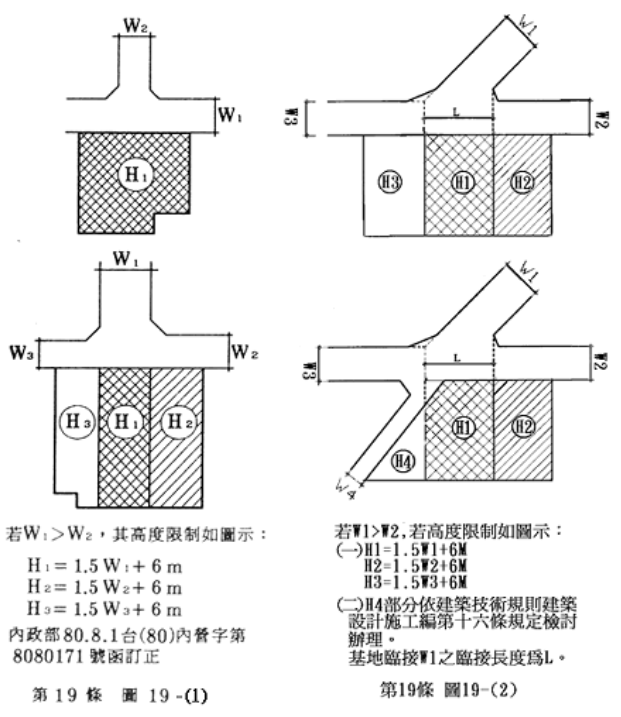 W₂
W₁
H₁
W₁
W₃
W₂
H₃
H₁
H₂
若W₁>W₂，其高度限制如圖示：
H₁= 1.5 W₁+ 6 m
H₂= 1.5 W₂+ 6 m
H₃= 1.5 W₃+ 6 m
內政部80.8.1台(80)內營字第
8080171 號函訂正
第 19 條 圖 19 -(1)
W1
W3
L
W2
H3
H1
H2
W1
W3
L
W2
H1
H2
H4
W4
若W1>W2,若高度限制如圖示：
(一)H1=1.5W1+6M
H2=1.5W2+6M
H3=1.5W3+6M
(二)H4部分依建築技術規則建築
設計施工編第十六條規定檢討
辦理。
基地臨接W1之臨接長度爲L。
第19條 圖19-(2)